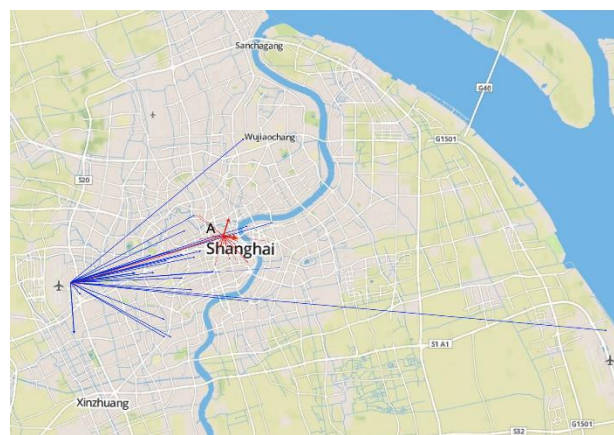 Sanchagang
G40
Wujiaochang
G1501
S20
A
Shanghai
S1 A1
Xinzhuang
S32
G1501